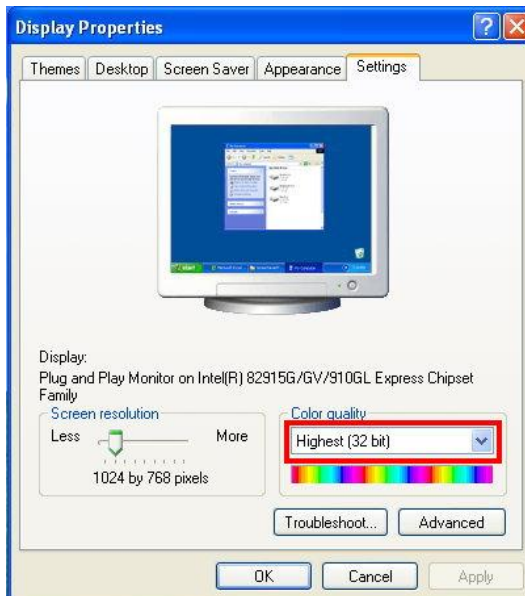 Display Properties
Themes Desktop Screen Saver Appearance Settings
Display:
Plug and Play Monitor on Intel(R) 82915G/GV/910GL Express Chipset
Family
Screen resolution
Less More
1024 by 768 pixels
Color quality
Highest (32 bit)
Troubleshoot... Advanced
OK Cancel Apply